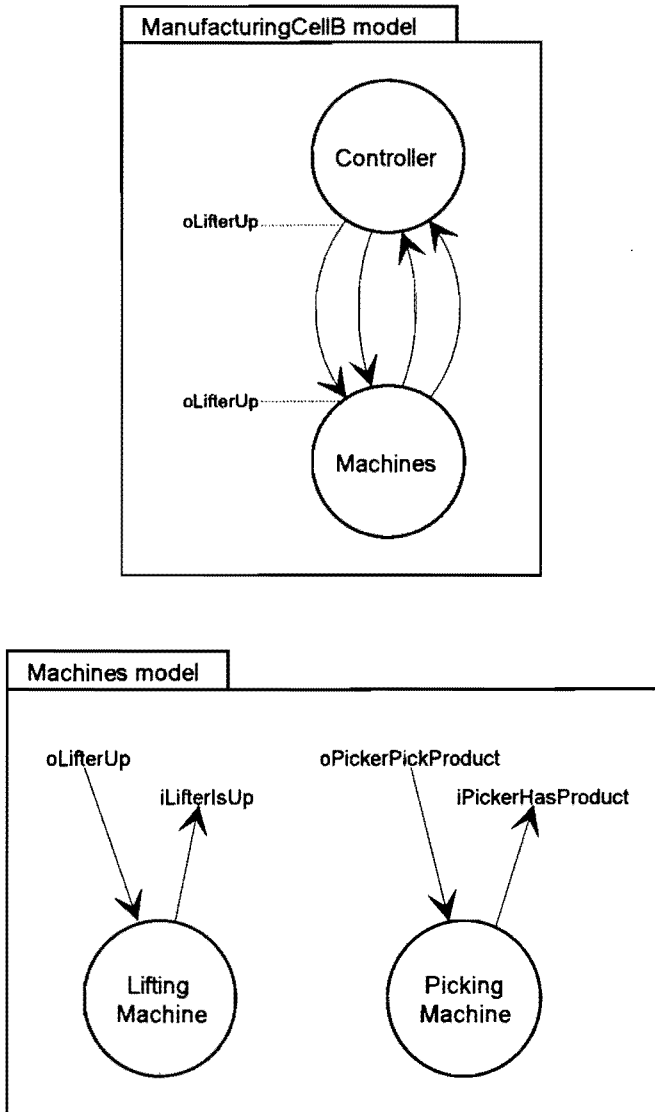 ManufacturingCellB model
Controller
oLifterUp
oLifterUp
Machines
Machines model
oLifterUp
oPickerPickProduct
iLifterIsUp
iPickerHasProduct
Lifting
Machine
Picking
Machine